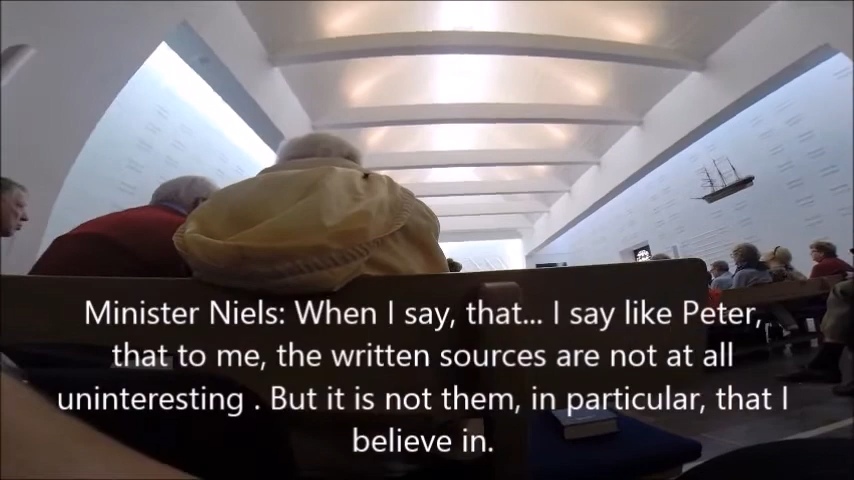 Minister Niels: When I say, that... I say like Peter,
that to me, the written sources are not at all
uninteresting . But it is not them, in particular, that I
believe in.